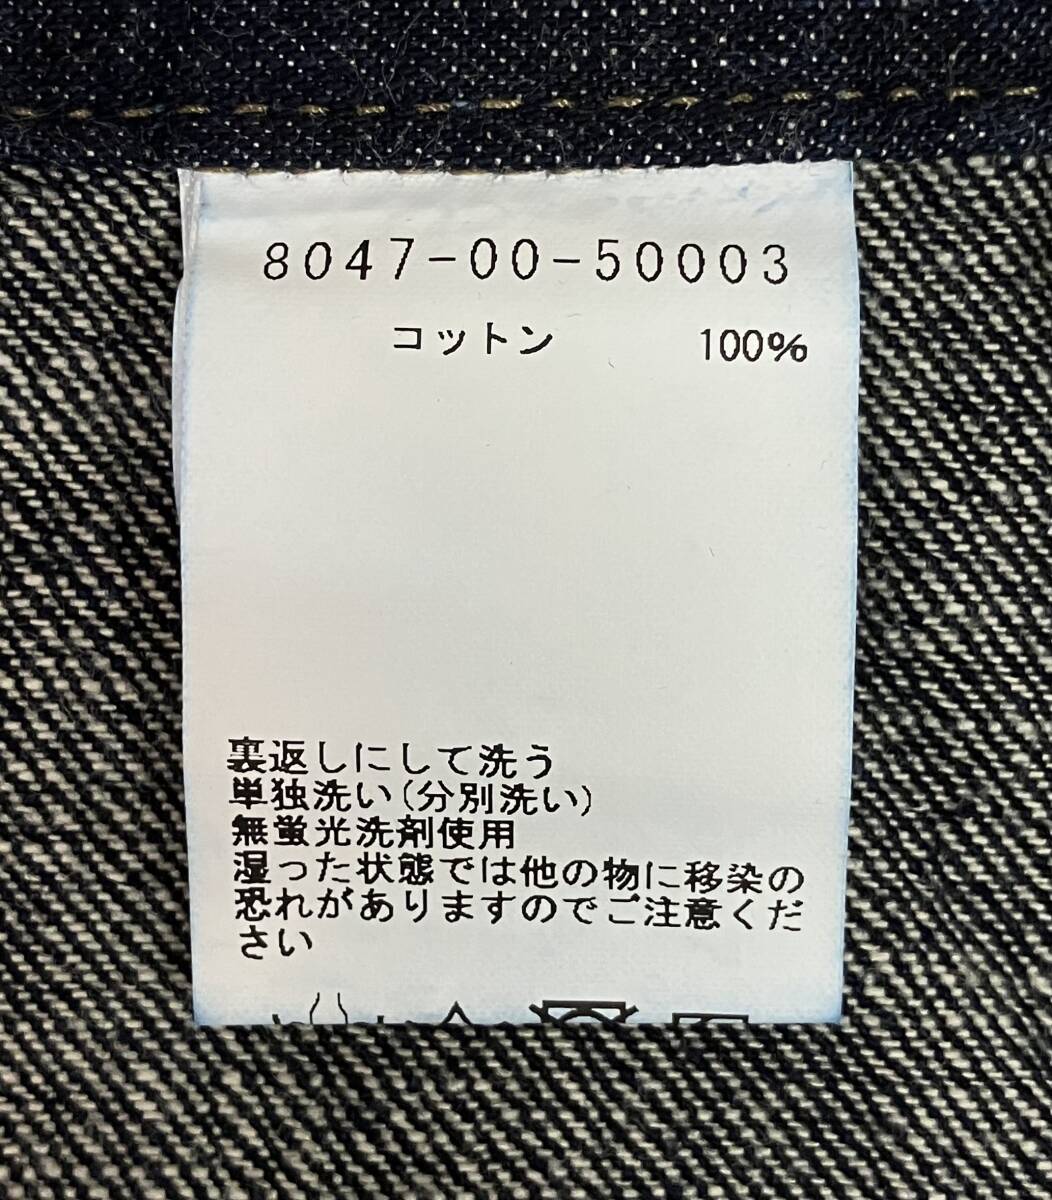 8047-00-50003
コットン 100%
裏返しにして洗う
単独洗い(分別洗い)
無蛍光洗剤使用
湿った状態では他の物に移染の
恐れがありますのでご注意くだ
さい